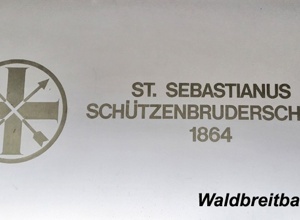 ST. SEBASTIANUS
SCHÜTZENBRUDERSCH
1864
Waldbreitba